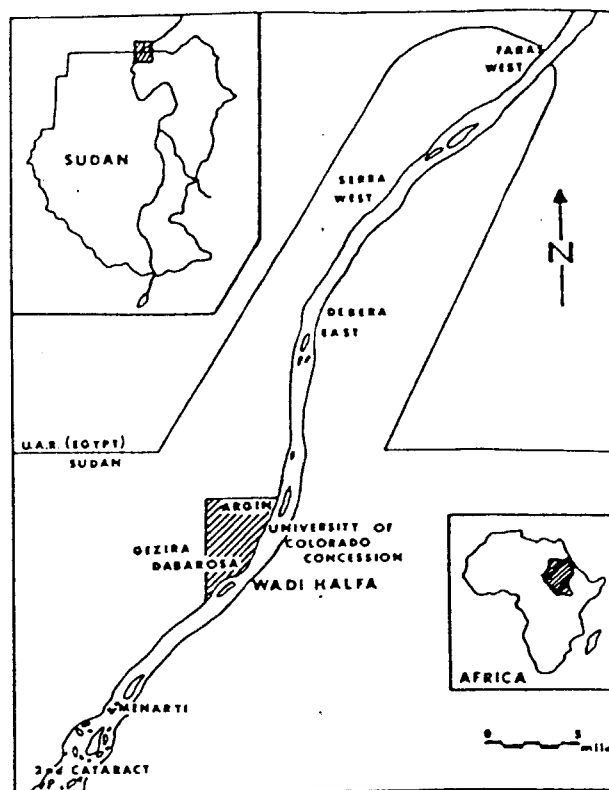 FARAS
WEST
SUDAN
SERRA
WEST
N
DEBERA
EAST
U.A.R. (EGYPT)
SUDAN
ARGIN
UNIVERSITY OF
COLORADO
CONCESSION
GEZIRA
DABAROSA
WADI HALFA
AFRICA
MENARTI
0 5
mile
2nd CATARACT